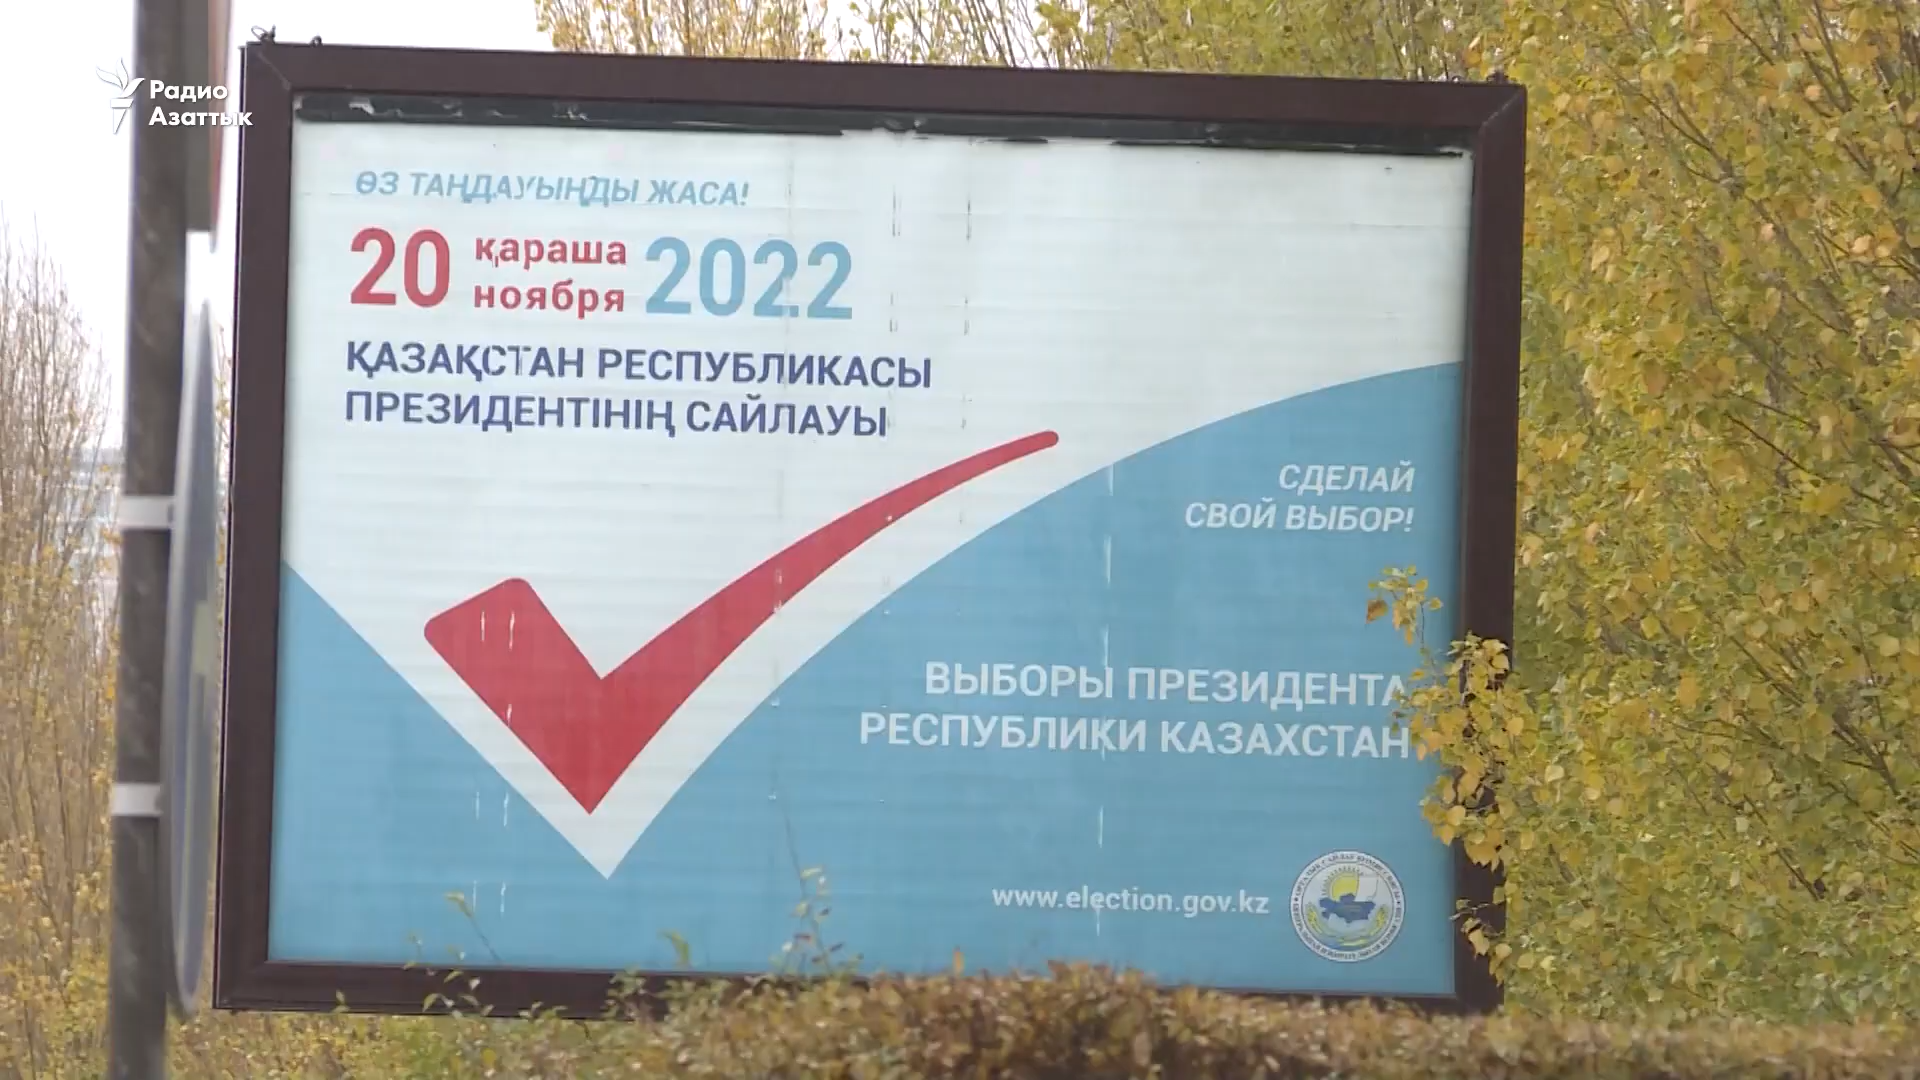 Радио
Азаттык
ӨЗ ТАҢДАУЫҢДЫ ЖАСА!
20 қараша ноября 2022
ҚАЗАҚСТАН РЕСПУБЛИКАСЫ
ПРЕЗИДЕНТІНІҢ САЙЛАУЫ
СДЕЛАЙ
СВОЙ ВЫБОР!
ВЫБОРЫ ПРЕЗИДЕНТА
РЕСПУБЛИКИ КАЗАХСТАН
www.election.gov.kz